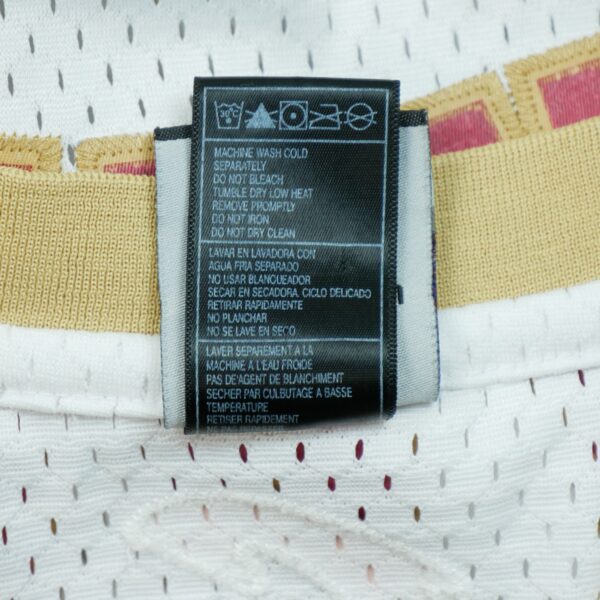 30°C
MACHINE WASH COLD
SEPARATELY
DO NOT BLEACH
TUMBLE DRY LOW HEAT
REMOVE PROMPTLY
DO NOT IRON
DO NOT DRY CLEAN
LAVAR EN LAVADORA CON
AGUA FRIA SEPARADO
NO USAR BLANQUEADOR
SECAR EN SECADORA, CICLO DELICADO
RETIRAR RAPIDAMENTE
NO PLANCHAR
NO SE LAVE EN SECO
LAVER SEPAREMENT A LA
MACHINE A L'EAU FROIDE
PAS DE AGENT DE BLANCHIMENT
SECHER PAR CULBUTAGE A BASSE
TEMPERATURE
RETIRER RAPIDEMENT